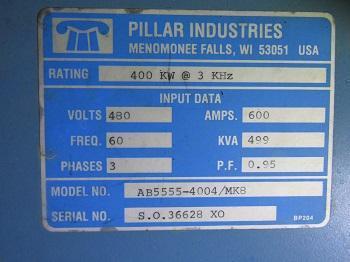 PILLAR INDUSTRIES
MENOMONEE FALLS, WI 53051 USA
RATING 400 KW @ 3 KHz
INPUT DATA
VOLTS 480 AMPS. 600
FREQ. 60 KVA 499
PHASES 3 P.F. 0.95
MODEL NO. AB5555-4004/MK8
SERIAL NO. S.O.36628 XO
BP204